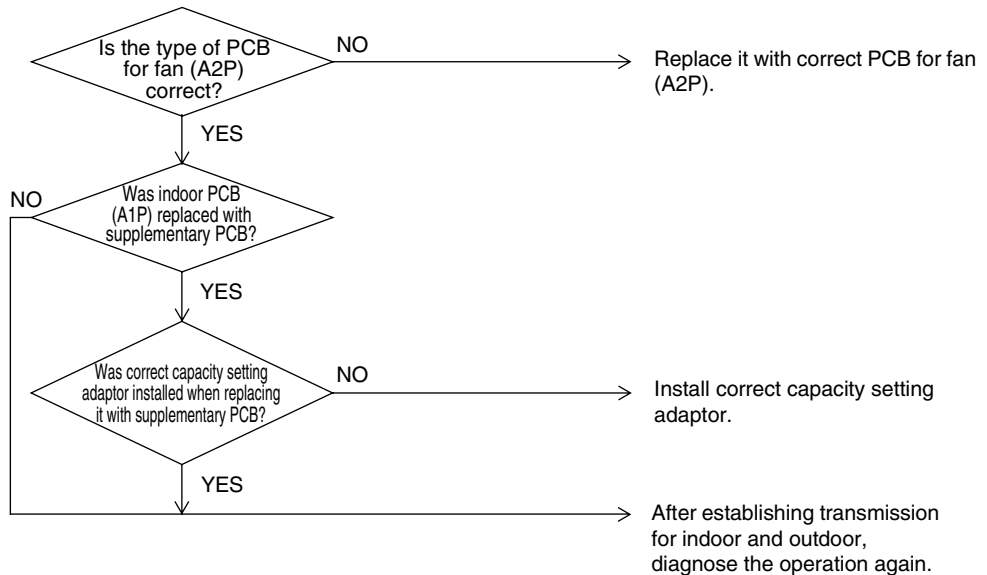 Is the type of PCB
for fan (A2P)
correct?
NO
Replace it with correct PCB for fan
(A2P).
YES
NO
Was indoor PCB
(A1P) replaced with
supplementary PCB?
YES
Was correct capacity setting
adaptor installed when replacing
it with supplementary PCB?
NO
Install correct capacity setting
adaptor.
YES
After establishing transmission
for indoor and outdoor,
diagnose the operation again.